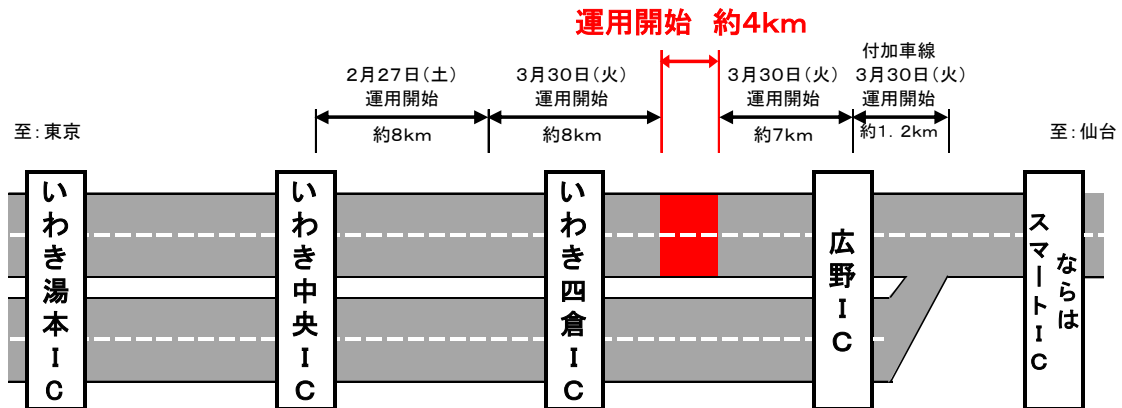 運用開始 約4km
付加車線
2月27日(土)
運用開始
約8km
3月30日(火)
運用開始
約8km
3月30日(火)
運用開始
約7km
3月30日(火)
運用開始
約1.2km
至:東京
至:仙台
いわき湯本IC
いわき中央IC
いわき四倉IC
広野IC
ならは
スマートIC